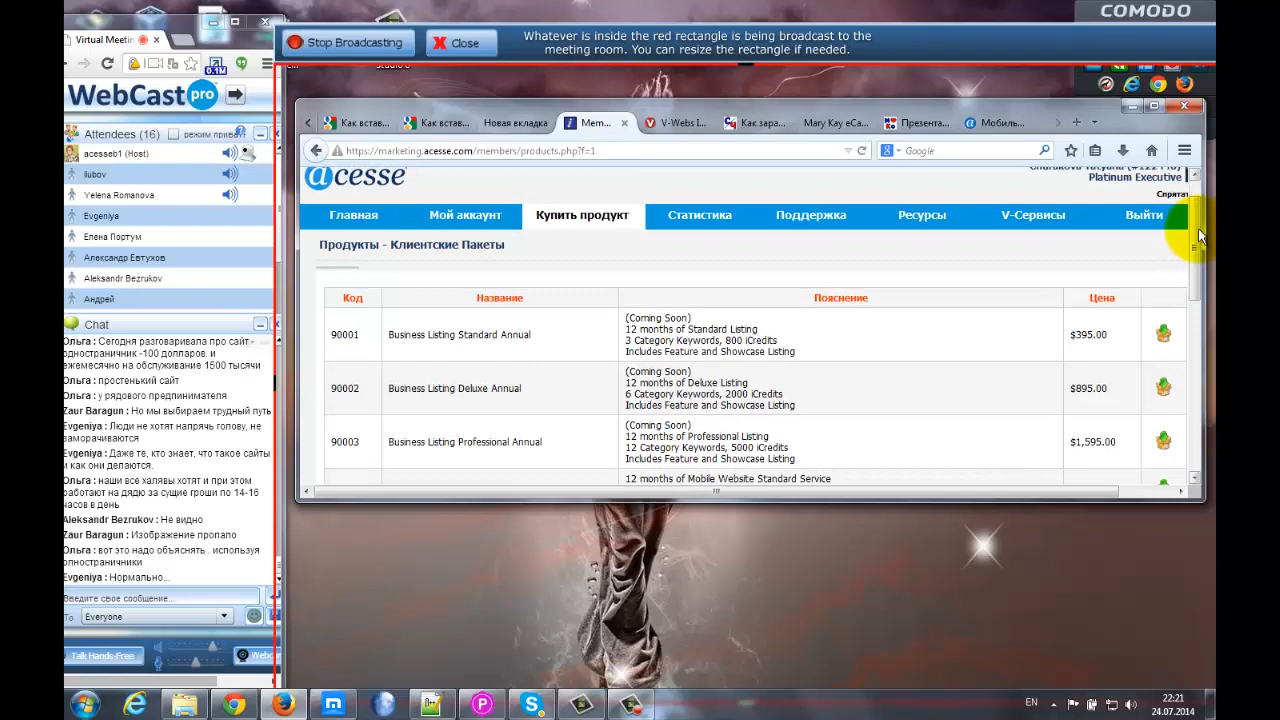 COMODO
Virtual Meeti
Stop Broadcasting
Close
Whatever is inside the red rectangle is being broadcast to the
meeting room. You can resize the rectangle if needed.
0.1M
WebCast pro
Attendees (16)
acesseb1 (Host)
liubov
Yelena Romanova
Evgeniya
Елена Портум
Александр Евтухов
Aleksandr Bezrukov
Андрей
Chat
Ольга : Сегодня разговаривала про сайт
одностраничник -100 долларов, и
ежемесячно на обслуживание 1500 тысячи
Ольга : простенький сайт
Ольга : у рядового предпинимателя
Zaur Baragun : Но мы выбираем трудный путь
Evgeniya : Люди не хотят напрячь голову, не
заморачиваются
Evgeniya : Даже те, кто знает, что такое сайты
и как они делаются.
Ольга : наши все халявы хотят и при этом
работают на дядю за сущие гроши по 14-16
часов в день
Aleksandr Bezrukov : Не видно
Zaur Baragun : Изображение пропало
Ольга : вот это надо объяснять . используя
Evgeniya : Нормально...
Введите свое сообщение...
To
Everyone
Talk Hands-Free
Как встав...
Как встав...
Новая вкладка
Mem...
V-Webs I...
Как зара...
Mary Kay eCa...
Презента...
Мобиль...
https://marketing.acesse.com/members/products.php?f=1
Google
acesse
Platinum Executive
Спрятат
Главная
Мой аккаунт
Купить продукт
Статистика
Поддержка
Ресурсы
V-Сервисы
Выйти
Продукты - Клиентские Пакеты
Код
Название
Пояснение
Цена
90001
Business Listing Standard Annual
(Coming Soon)
12 months of Standard Listing
3 Category Keywords, 800 iCredits
Includes Feature and Showcase Listing
$395.00
90002
Business Listing Deluxe Annual
(Coming Soon)
12 months of Deluxe Listing
6 Category Keywords, 2000 iCredits
Includes Feature and Showcase Listing
$895.00
90003
Business Listing Professional Annual
(Coming Soon)
12 months of Professional Listing
12 Category Keywords, 5000 iCredits
Includes Feature and Showcase Listing
$1,595.00
12 months of Mobile Website Standard Service
EN
22:21
24.07.2014